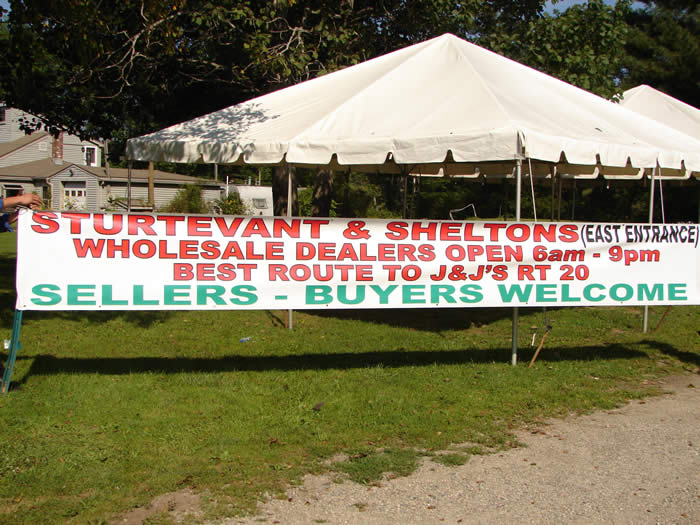 STURTEVANT & SHELTONS (EAST ENTRANCE)
WHOLESALE DEALERS OPEN 6am - 9pm
BEST ROUTE TO J&J'S RT 20
SELLERS - BUYERS WELCOME